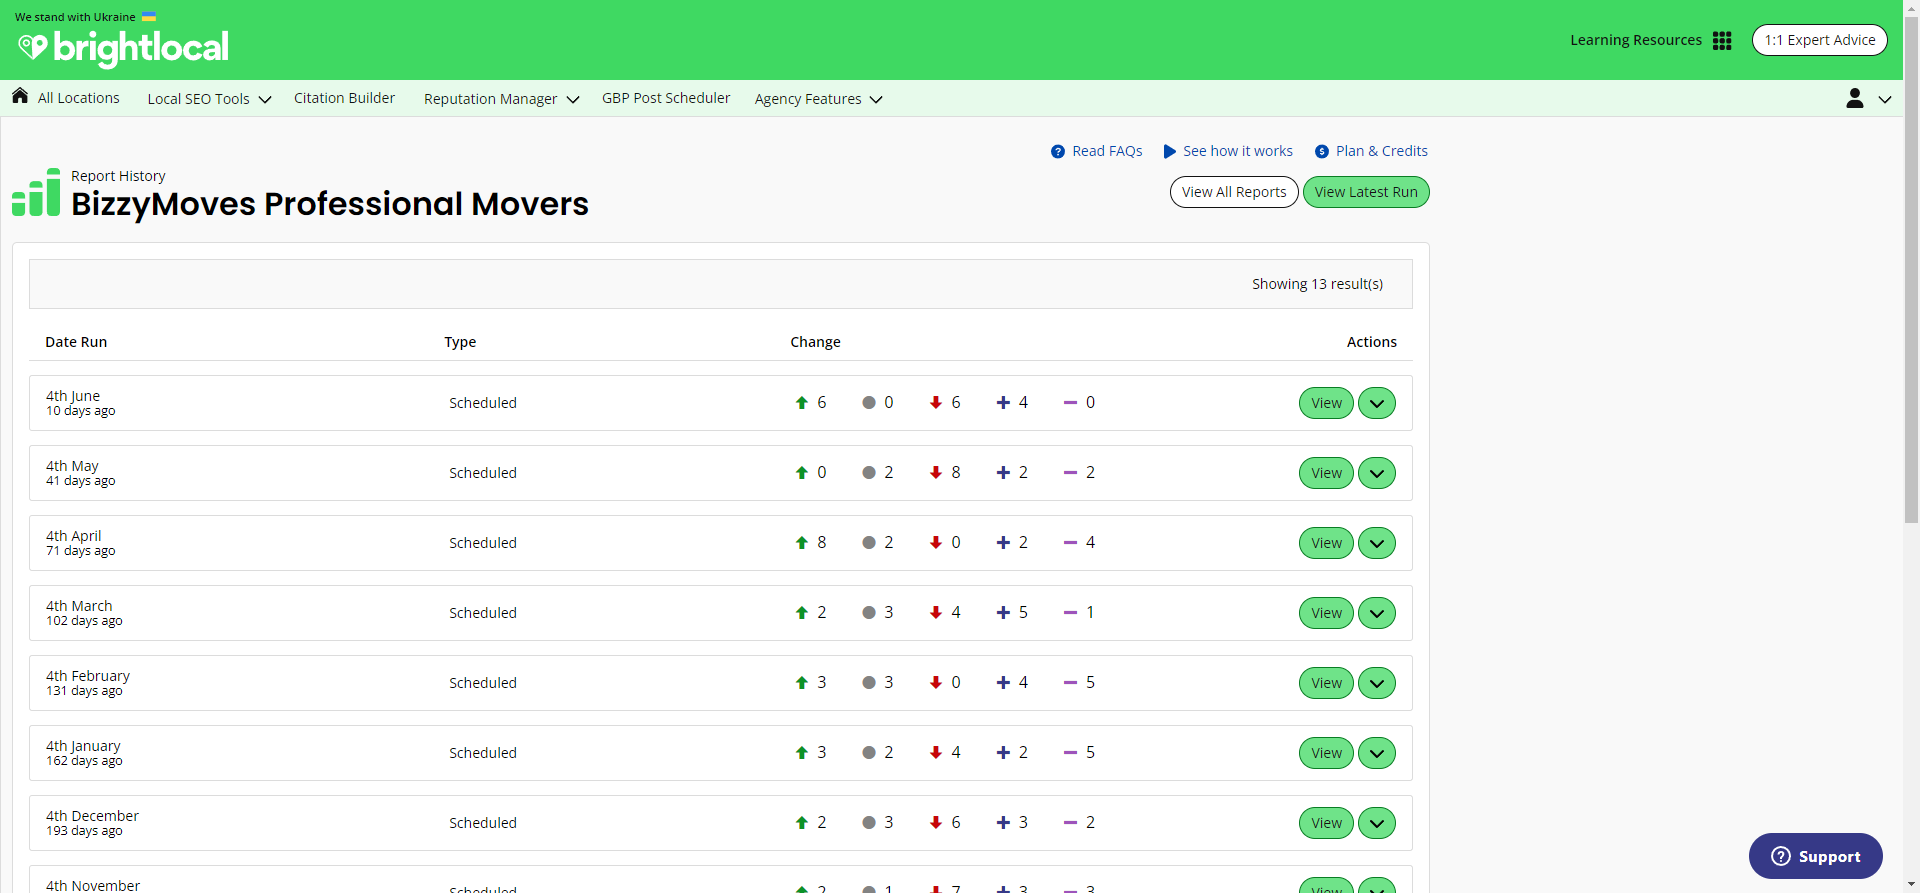 We stand with Ukraine
brightlocal
Learning Resources
1:1 Expert Advice
All Locations Local SEO Tools Citation Builder Reputation Manager GBP Post Scheduler Agency Features
Read FAQs See how it works Plan & Credits
Report History
BizzyMoves Professional Movers
View All Reports View Latest Run
Showing 13 result(s)
Date Run Type Change Actions
4th June
10 days ago
Scheduled 6 0 6 4 0 View
4th May
41 days ago
Scheduled 0 2 8 2 2 View
4th April
71 days ago
Scheduled 8 2 0 2 4 View
4th March
102 days ago
Scheduled 2 3 4 5 1 View
4th February
131 days ago
Scheduled 3 3 0 4 5 View
4th January
162 days ago
Scheduled 3 2 4 2 5 View
4th December
193 days ago
Scheduled 2 3 6 3 2 View
4th November
Scheduled 2 1 7 3 3 View
Support